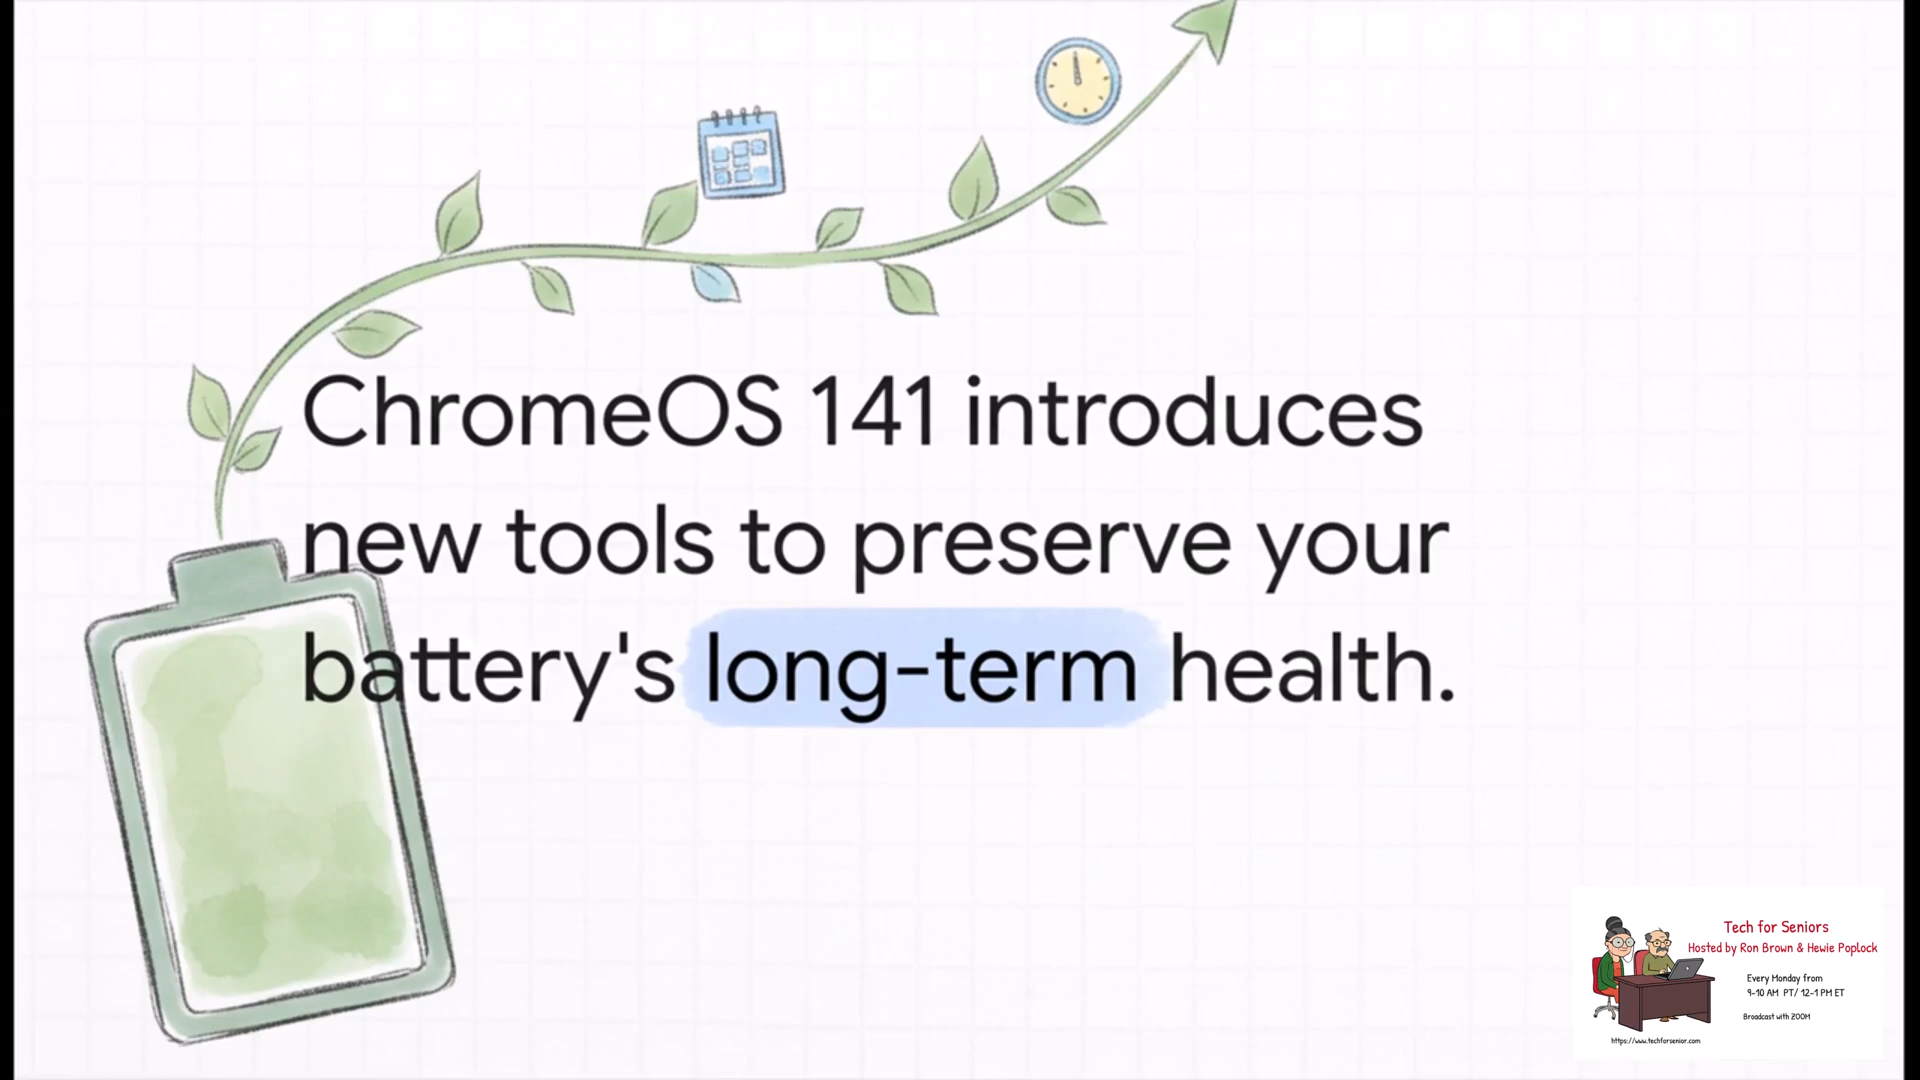 ChromeOS 141 introduces
new tools to preserve your
battery's long-term health.
Tech for Seniors
Hosted by Ron Brown & Hewie Poplock
Every Monday from
9-10 AM PT/ 12-1 PM ET
Broadcast with ZOOM
https://www.techforsenior.com